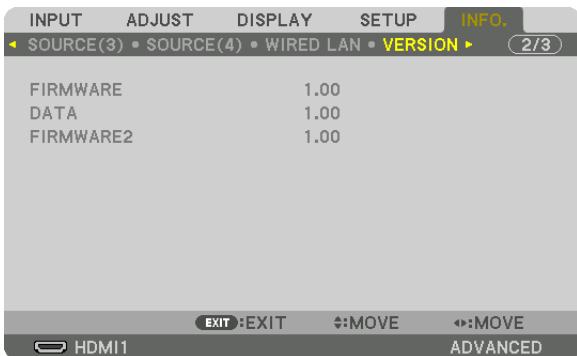 INPUT ADJUST DISPLAY SETUP INFO.
SOURCE(3) • SOURCE(4) • WIRED LAN • VERSION 2/3
FIRMWARE 1.00
DATA 1.00
FIRMWARE2 1.00
EXIT :EXIT :MOVE :MOVE
HDMI1 ADVANCED